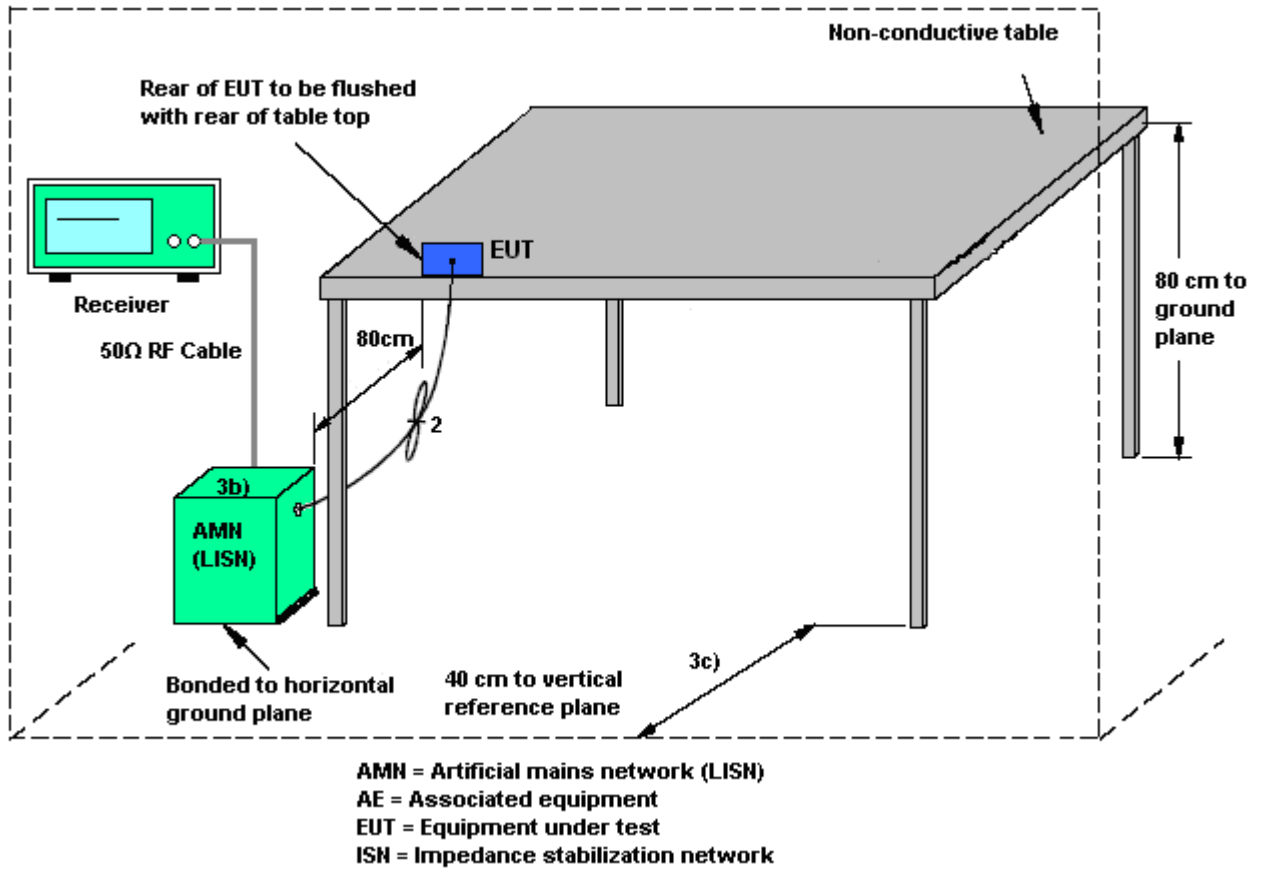 Non-conductive table
Rear of EUT to be flushed
with rear of table top
EUT
Receiver
80 cm to
ground
plane
80cm
50Ω RF Cable
2
3b)
AMN
(LISN)
3c)
Bonded to horizontal
ground plane
40 cm to vertical
reference plane
AMN = Artificial mains network (LISN)
AE = Associated equipment
EUT = Equipment under test
ISN = Impedance stabilization network